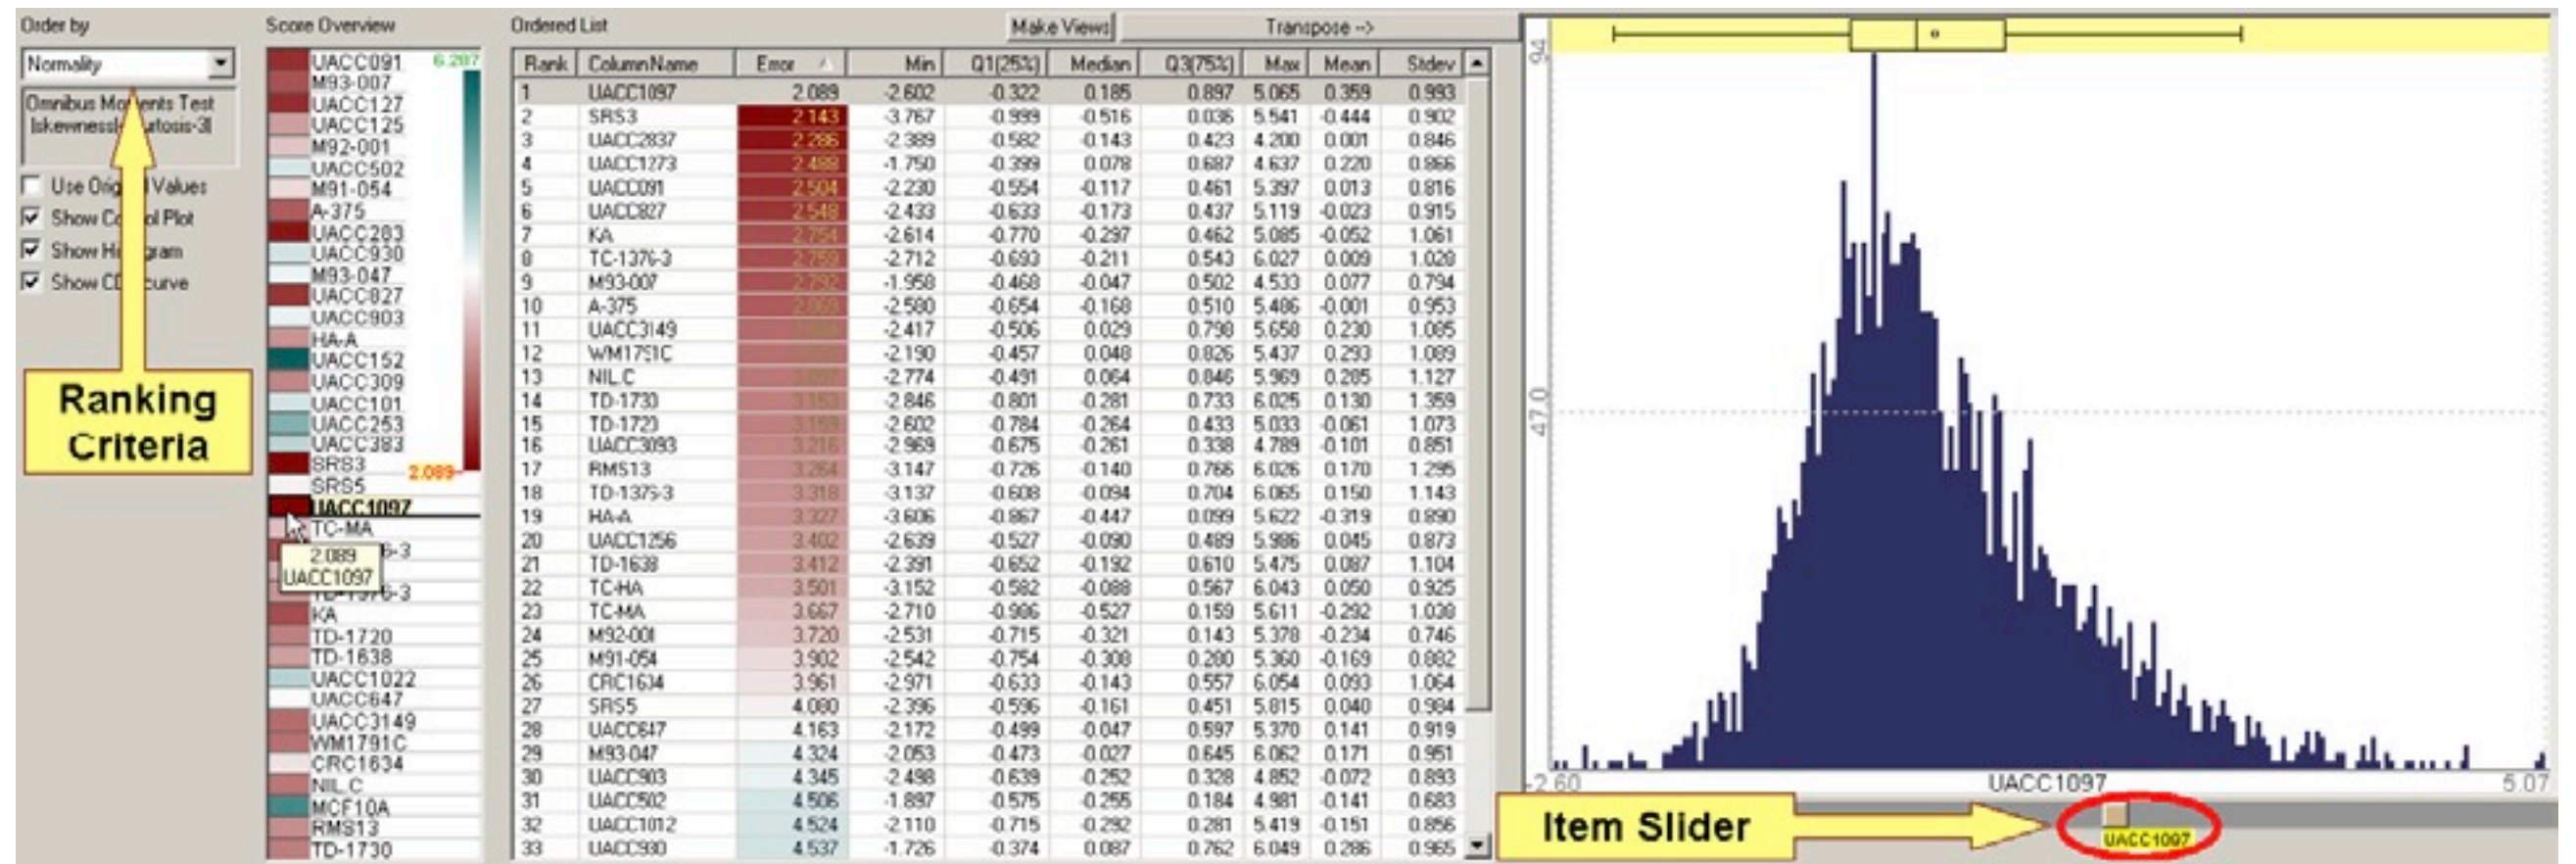 Order by
Normality
Omnibus Moments Test
Use Original Values
Show Control Plot
Show Histogram
Show CDF curve
Ranking
Criteria
Score Overview
6.287
UACC091
M93-007
UACC127
UACC125
M92-001
UACC502
M91-054
A-375
UACC283
UACC930
M93-047
UACC827
UACC903
HA-A
UACC152
UACC309
UACC101
UACC253
UACC383
SRS3
2.089
SRS5
UACC1097
TC-MA
6-3
2.089
UACC1097
KA
TD-1720
TD-1638
UACC1022
UACC647
UACC3149
WM1791C
CRC1634
NIL.C
MCF10A
RMS13
TD-1730
Ordered List
Make Views
Transpose -->
Rank ColumnName Error Min Q1(25%) Median Q3(75%) Max Mean Stdev
1 UACC1097 2.089 -2.602 -0.322 0.185 0.897 5.065 0.359 0.993
2 SRS3 2.143 -3.767 -0.999 -0.516 0.036 5.541 -0.444 0.902
3 UACC2837 2.286 -2.389 -0.582 -0.143 0.423 4.200 0.001 0.846
4 UACC1273 2.488 -1.750 -0.399 0.078 0.687 4.637 0.220 0.866
5 UACC091 2.504 -2.230 -0.554 -0.117 0.461 5.397 0.013 0.816
6 UACC827 2.548 -2.433 -0.633 -0.173 0.437 5.119 -0.023 0.915
7 KA 2.754 -2.614 -0.770 -0.297 0.462 5.085 -0.052 1.061
8 TC-1376-3 2.759 -2.712 -0.693 -0.211 0.543 6.027 0.009 1.028
9 M93-007 2.792 -1.958 -0.468 -0.047 0.502 4.533 0.077 0.794
10 A-375 2.869 -2.580 -0.654 -0.168 0.510 5.486 -0.001 0.953
11 UACC3149 -2.417 -0.506 0.029 0.798 5.658 0.230 1.085
12 WM1791C -2.190 -0.457 0.048 0.826 5.437 0.293 1.089
13 NIL.C -2.774 -0.491 0.064 0.846 5.969 0.285 1.127
14 TD-1730 3.153 -2.846 -0.801 -0.281 0.733 6.025 0.130 1.359
15 TD-1720 3.159 -2.602 -0.784 -0.264 0.433 5.033 -0.061 1.073
16 UACC3093 3.216 -2.969 -0.675 -0.261 0.338 4.789 -0.101 0.851
17 RMS13 3.264 -3.147 -0.726 -0.140 0.766 6.026 0.170 1.295
18 TD-1376-3 3.318 -3.137 -0.608 -0.094 0.704 6.065 0.150 1.143
19 HA-A 3.327 -3.606 -0.867 -0.447 0.099 5.622 -0.319 0.890
20 UACC1256 3.402 -2.639 -0.527 -0.090 0.489 5.986 0.045 0.873
21 TD-1638 3.412 -2.391 -0.652 -0.192 0.610 5.475 0.087 1.104
22 TC-HA 3.501 -3.152 -0.582 -0.088 0.567 6.043 0.050 0.925
23 TC-MA 3.667 -2.710 -0.986 -0.527 0.159 5.611 -0.292 1.038
24 M92-001 3.720 -2.531 -0.715 -0.321 0.143 5.378 -0.234 0.746
25 M91-054 3.902 -2.542 -0.754 -0.308 0.280 5.360 -0.169 0.882
26 CRC1634 3.961 -2.971 -0.633 -0.143 0.557 6.054 0.093 1.064
27 SRS5 4.080 -2.396 -0.596 -0.161 0.451 5.815 0.040 0.984
28 UACC647 4.163 -2.172 -0.499 -0.047 0.597 5.370 0.141 0.919
29 M93-047 4.324 -2.053 -0.473 -0.027 0.645 6.062 0.171 0.951
30 UACC903 4.345 -2.498 -0.639 -0.252 0.328 4.852 -0.072 0.893
31 UACC502 4.506 -1.897 -0.575 -0.255 0.184 4.981 -0.141 0.683
32 UACC1012 4.524 -2.110 -0.715 -0.292 0.281 5.419 -0.151 0.856
33 UACC930 4.537 -1.726 -0.374 0.087 0.762 6.049 0.286 0.965
94
47.0
-2.60 UACC1097 5.07
Item Slider
UACC1097